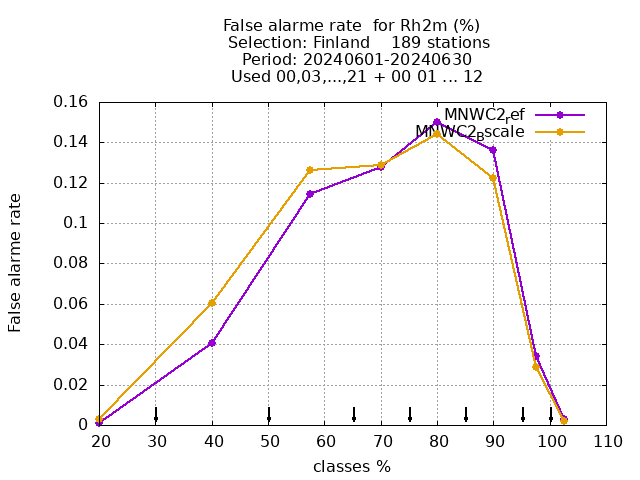 False alarme rate  for Rh2m (%)
Selection: Finland    189 stations
Period: 20240601-20240630
Used 00,03,...,21 + 00 01 ... 12
MNWC2ref
MNWC2Bscale
False alarme rate
0.16
0.14
0.12
0.1
0.08
0.06
0.04
0.02
0
20 30 40 50 60 70 80 90 100 110
classes %